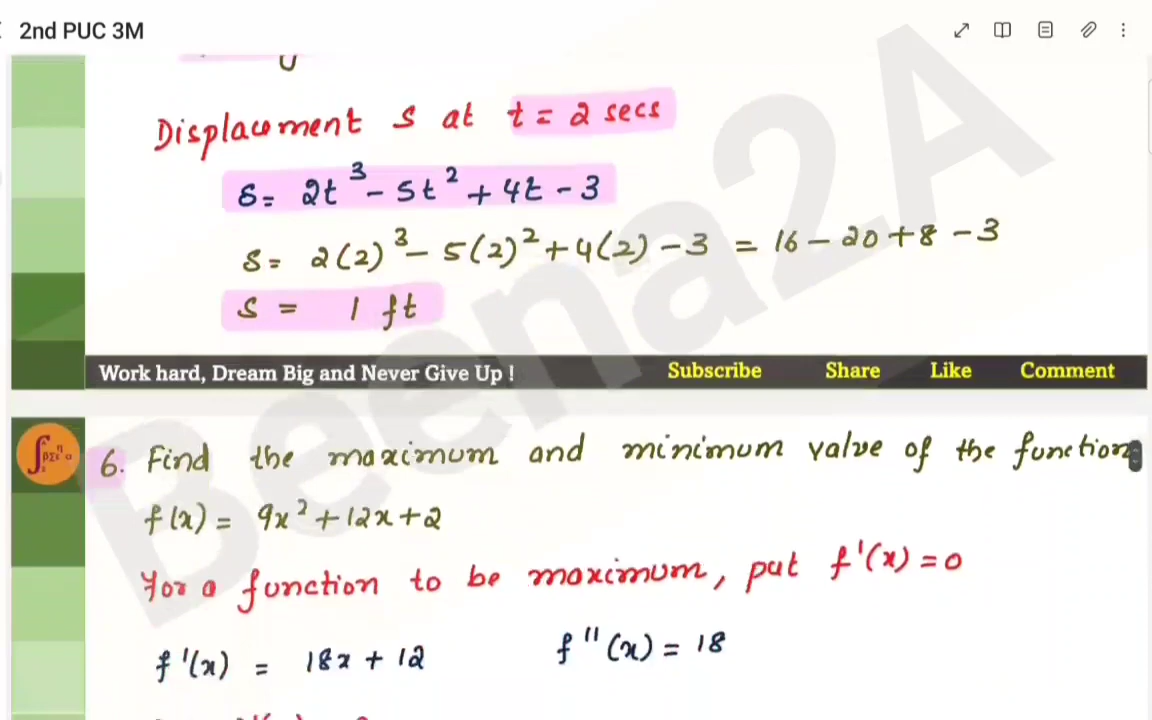 2nd PUC 3M
Displacement S at t = 2 secs
S = 2t³ - 5t² + 4t - 3
S = 2(2)³ - 5(2)² + 4(2) - 3 = 16 - 20 + 8 - 3
S = 1 ft
Work hard, Dream Big and Never Give Up ! Subscribe Share Like Comment
6. Find the maximum and minimum value of the function
f(x) = 9x² + 12x + 2
For a function to be maximum, put f'(x) = 0
f'(x) = 18x + 12 f''(x) = 18
Beena2A